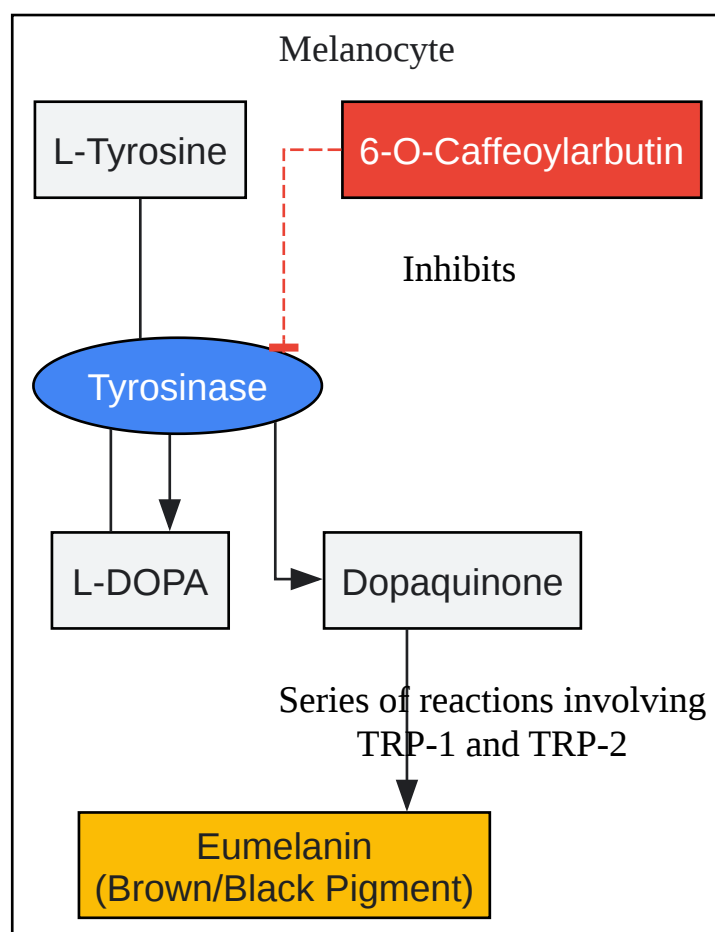 Melanocyte
L-Tyrosine
6-O-Caffeoylarbutin
Inhibits
Tyrosinase
L-DOPA
Dopaquinone
Series of reactions involving
TRP-1 and TRP-2
Eumelanin
(Brown/Black Pigment)